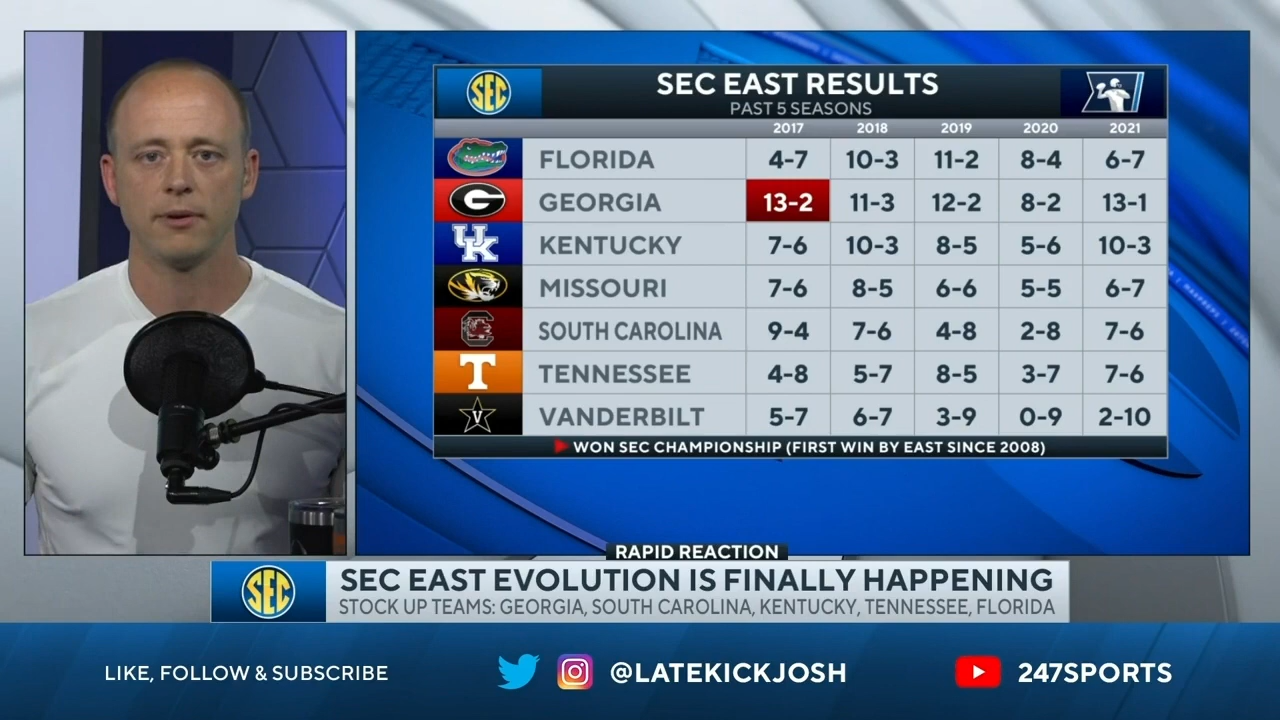 SEC
SEC EAST RESULTS
PAST 5 SEASONS
2017 2018 2019 2020 2021
FLORIDA 4-7 10-3 11-2 8-4 6-7
G GEORGIA 13-2 11-3 12-2 8-2 13-1
UK KENTUCKY 7-6 10-3 8-5 5-6 10-3
MISSOURI 7-6 8-5 6-6 5-5 6-7
C SOUTH CAROLINA 9-4 7-6 4-8 2-8 7-6
T TENNESSEE 4-8 5-7 8-5 3-7 7-6
V VANDERBILT 5-7 6-7 3-9 0-9 2-10
WON SEC CHAMPIONSHIP (FIRST WIN BY EAST SINCE 2008)
RAPID REACTION
SEC
SEC EAST EVOLUTION IS FINALLY HAPPENING
STOCK UP TEAMS: GEORGIA, SOUTH CAROLINA, KENTUCKY, TENNESSEE, FLORIDA
LIKE, FOLLOW & SUBSCRIBE @LATEKICKJOSH 247SPORTS